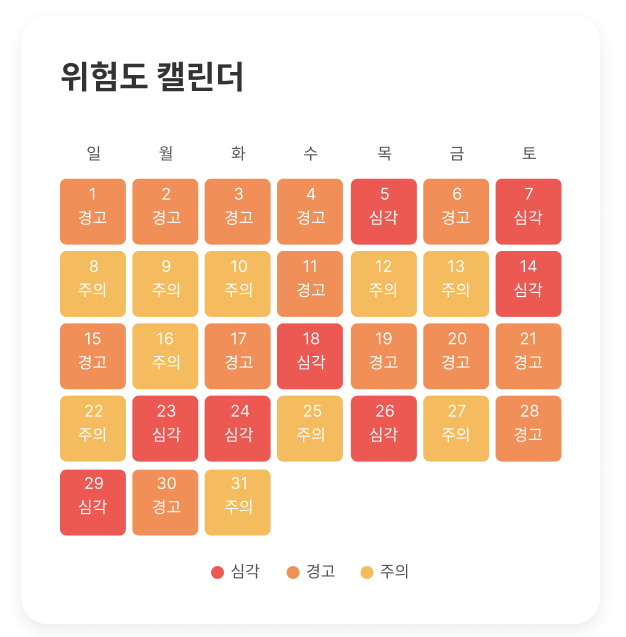 위험도 캘린더
일 월 화 수 목 금 토
1 2 3 4 5 6 7
경고 경고 경고 경고 심각 경고 심각
8 9 10 11 12 13 14
주의 주의 주의 경고 주의 주의 심각
15 16 17 18 19 20 21
경고 주의 경고 심각 경고 경고 경고
22 23 24 25 26 27 28
주의 심각 심각 주의 심각 주의 경고
29 30 31
심각 경고 주의
심각 경고 주의